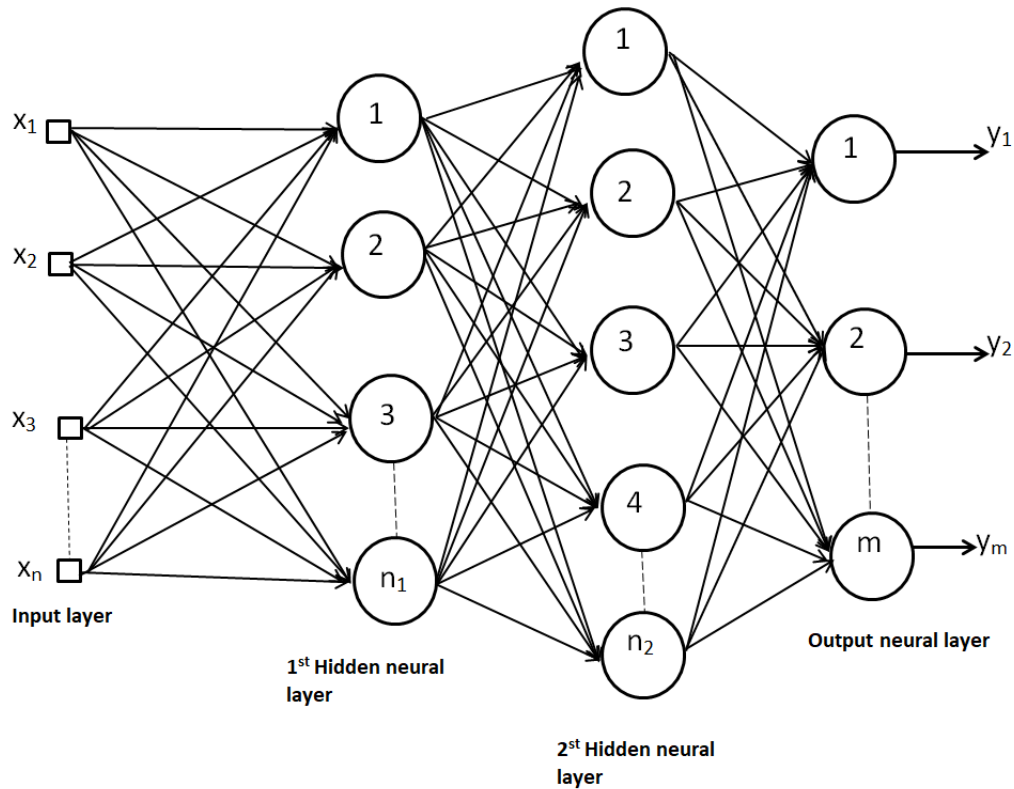 x₁
x₂
x₃
xₙ
Input layer
1
2
3
n₁
1ˢᵗ Hidden neural
layer
1
2
3
4
n₂
2ˢᵗ Hidden neural
layer
1
2
m
Output neural layer
y₁
y₂
yₘ